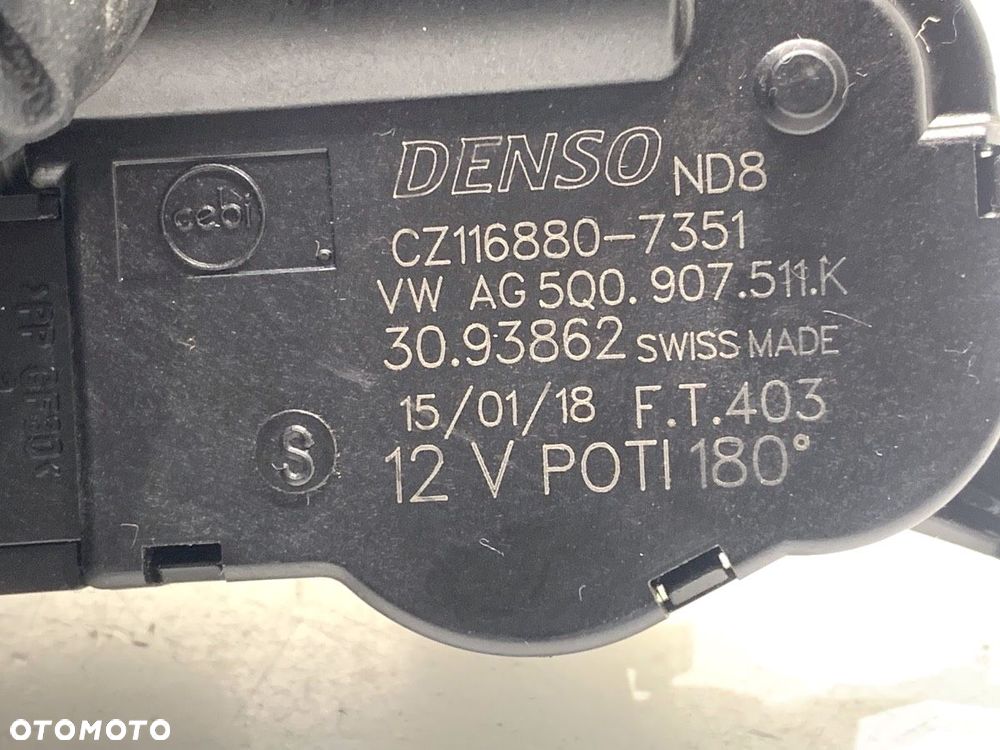 DENSO ND8
cebi
CZ116880-7351
VW AG 5Q0.907.511.K
30.93862 SWISS MADE
15/01/18 F.T.403
S
12 V POTI 180°
OTOMOTO